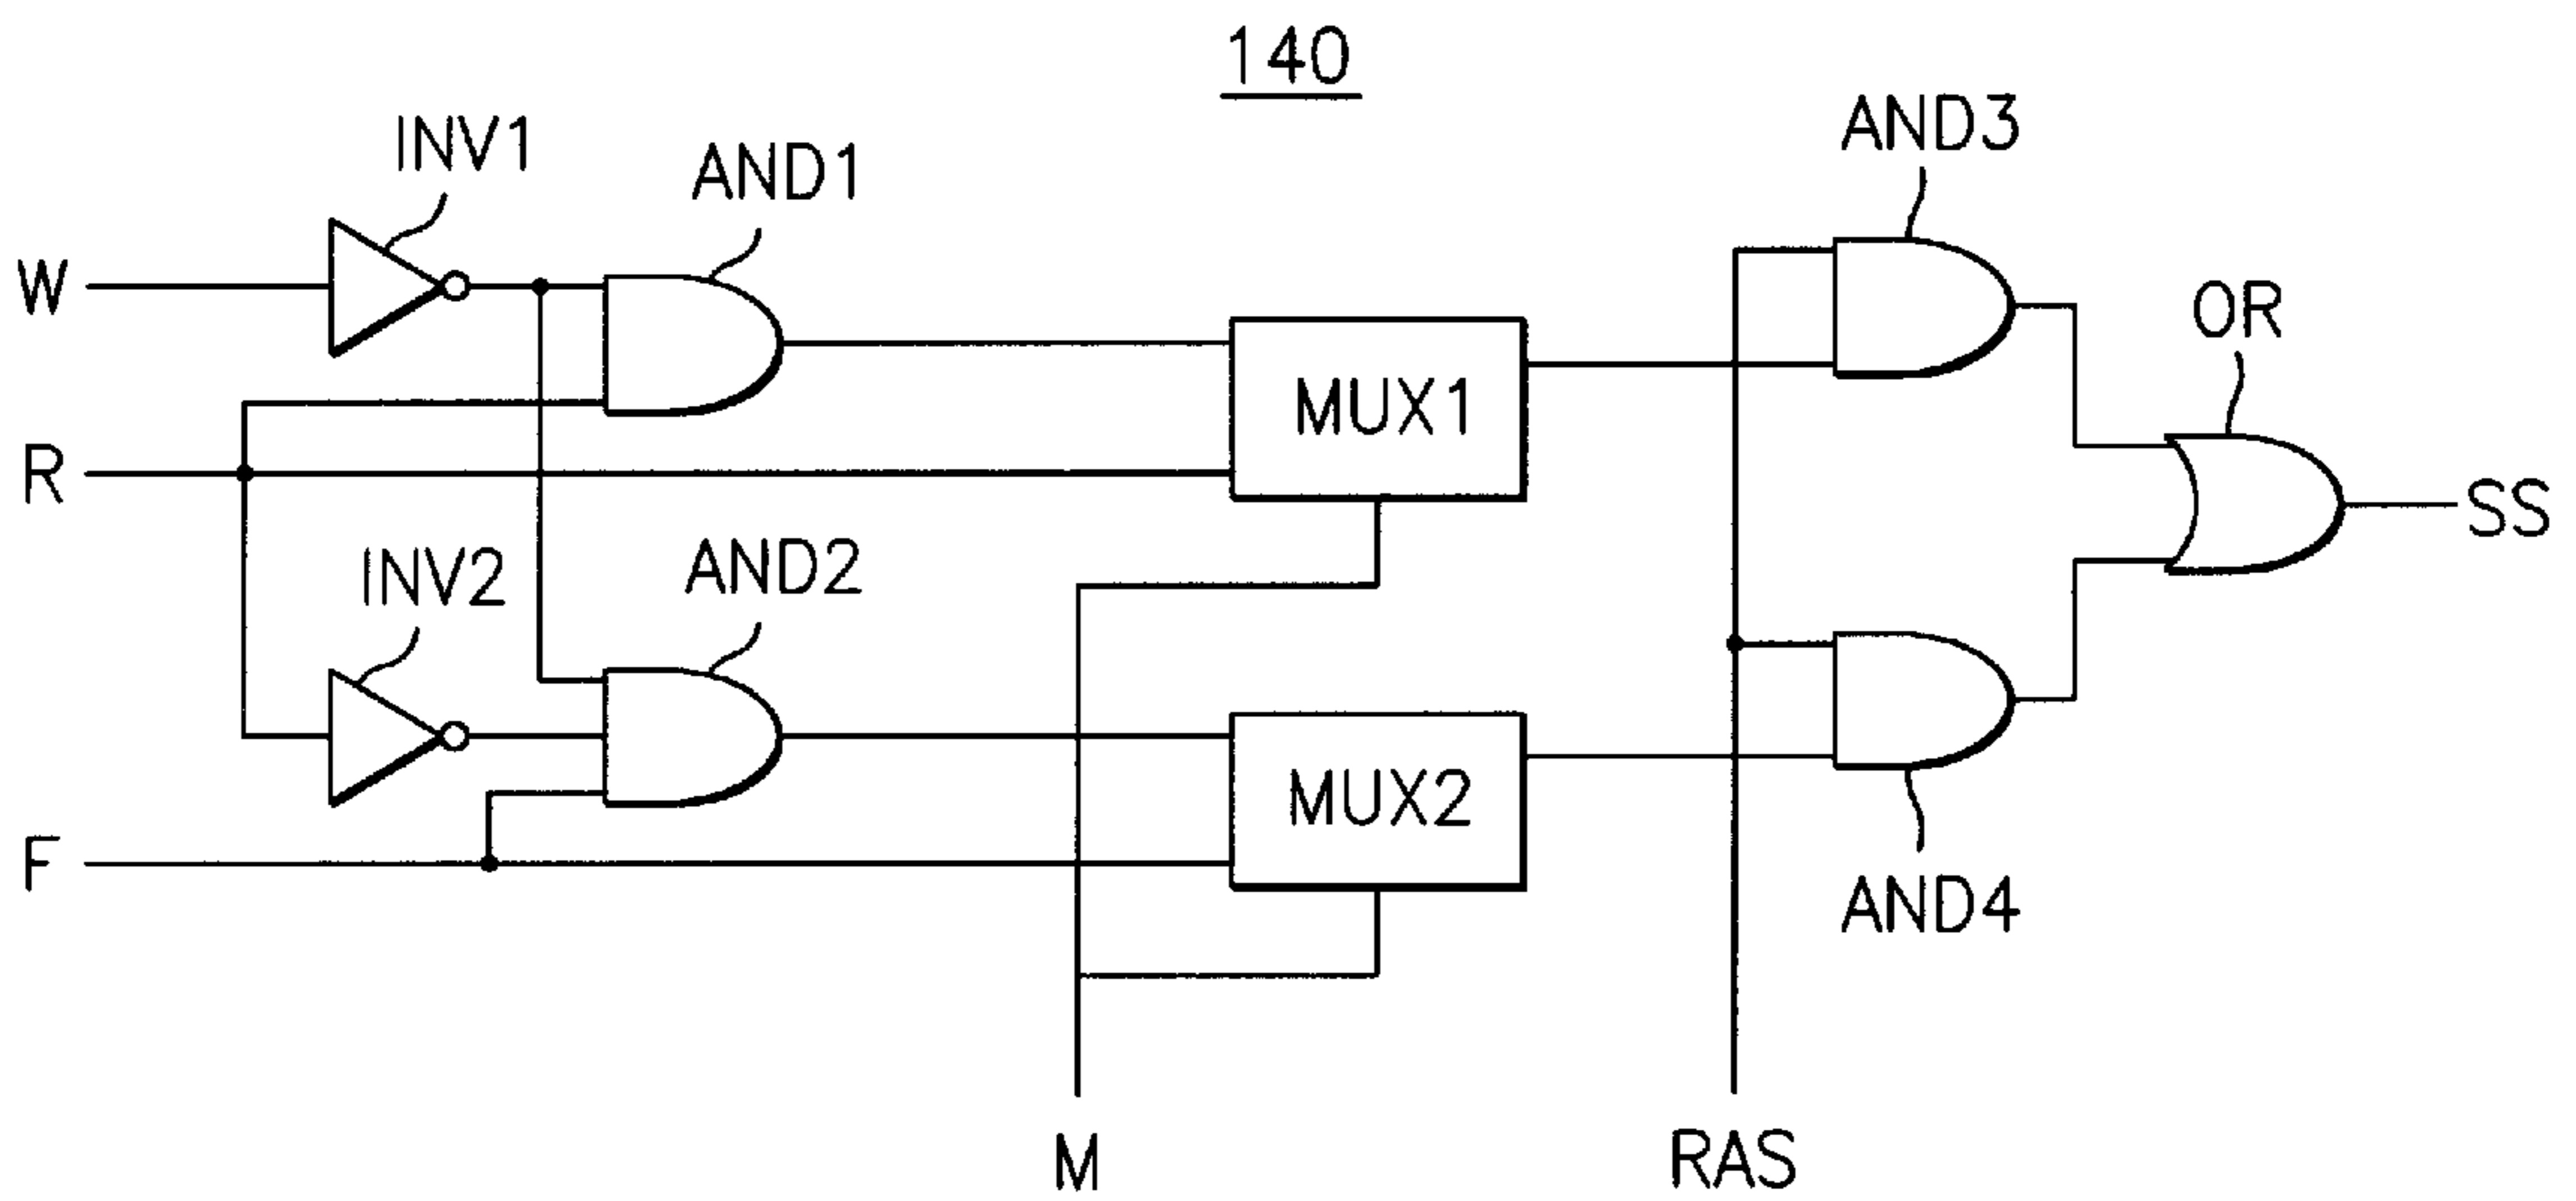 140
INV1
AND1
AND3
W
OR
MUX1
R
SS
INV2
AND2
MUX2
F
AND4
M
RAS